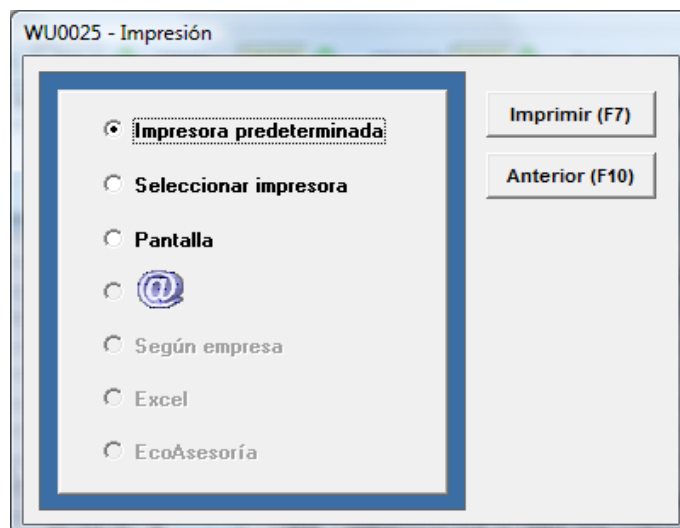 WU0025 - Impresión
Impresora predeterminada
Seleccionar impresora
Pantalla
@
Según empresa
Excel
EcoAsesoría
Imprimir (F7)
Anterior (F10)